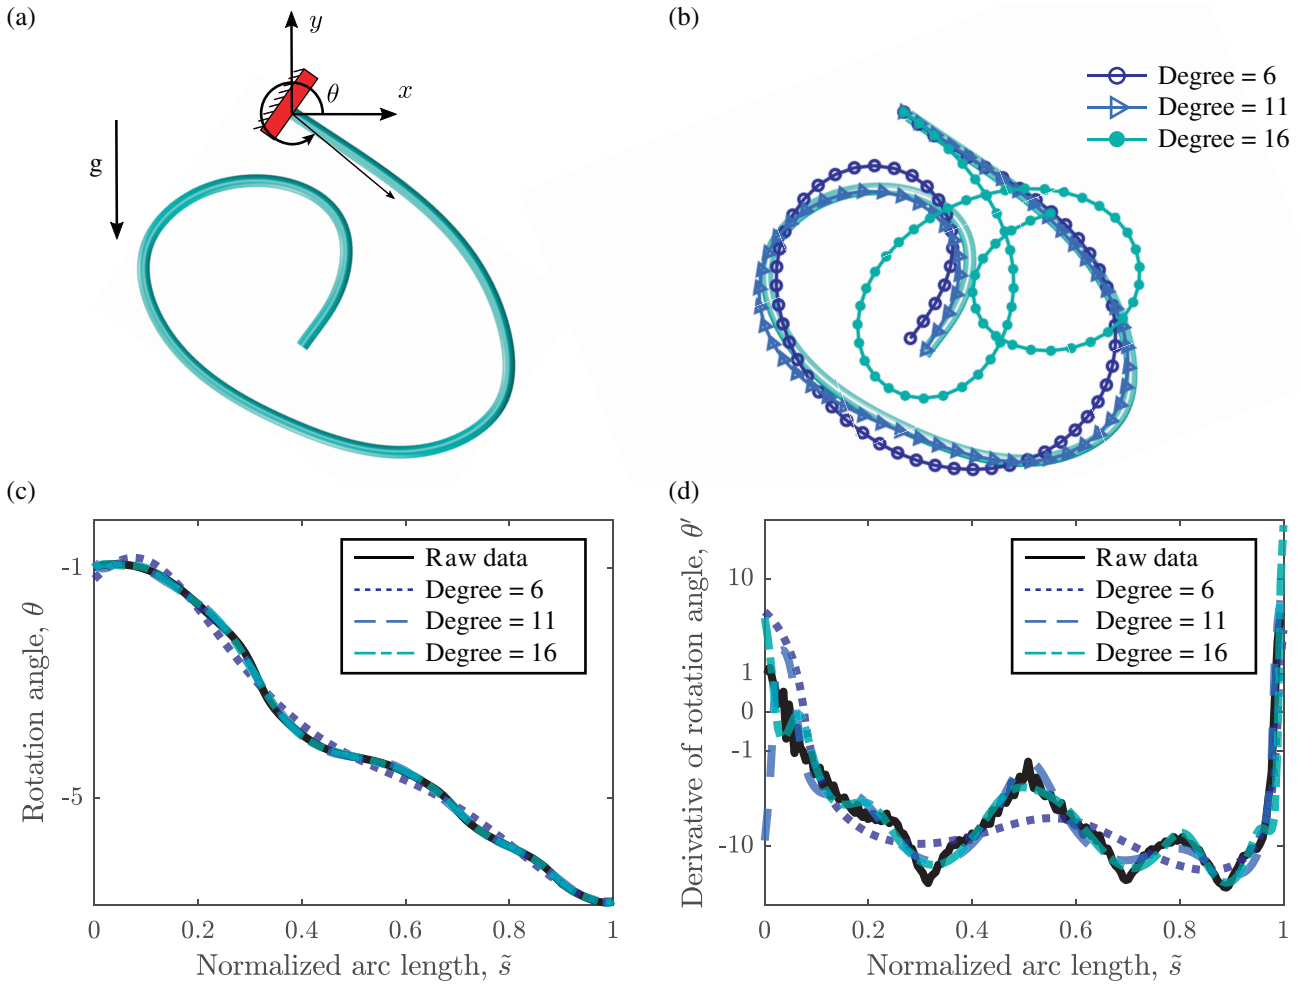 (a)
y
θ
x
g
(b)
Degree = 6
Degree = 11
Degree = 16
(c)
Rotation angle, θ
-1
-5
Raw data
Degree = 6
Degree = 11
Degree = 16
0 0.2 0.4 0.6 0.8 1
Normalized arc length, s̃
(d)
Derivative of rotation angle, θ′
10
1
0
-1
-10
Raw data
Degree = 6
Degree = 11
Degree = 16
0 0.2 0.4 0.6 0.8 1
Normalized arc length, s̃